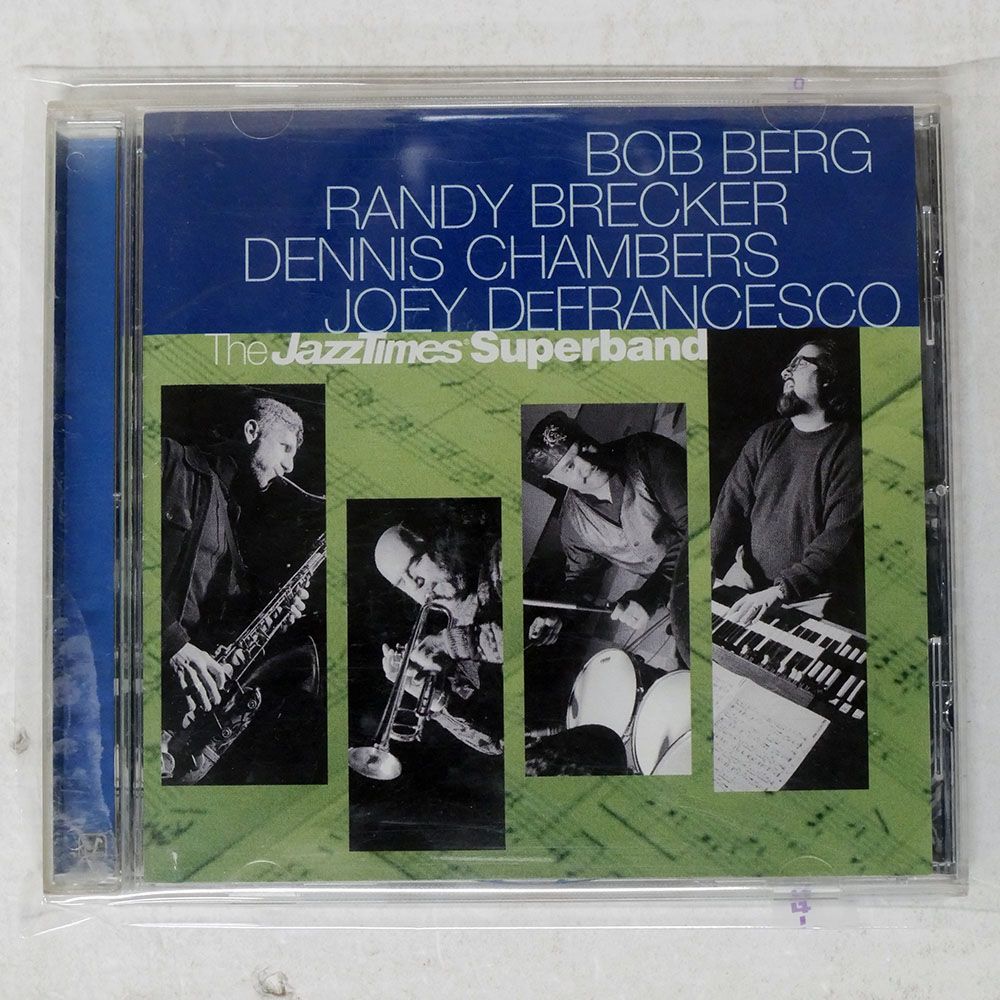 BOB BERG
RANDY BRECKER
DENNIS CHAMBERS
JOEY DEFRANCESCO
The JazzTimes® Superband